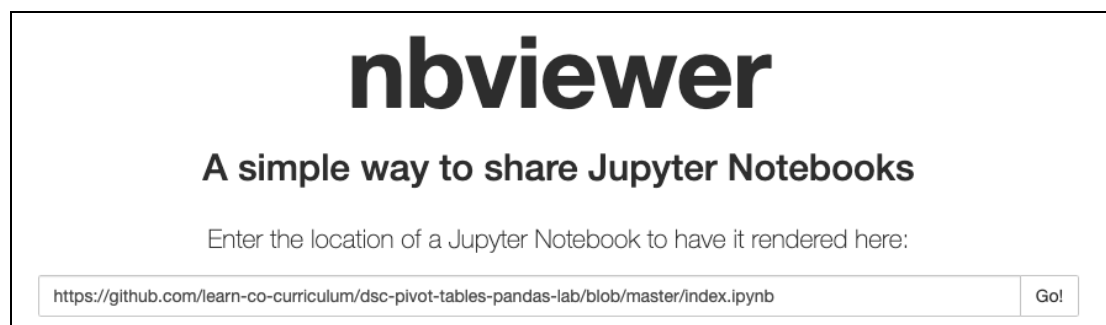 nbviewer
A simple way to share Jupyter Notebooks
Enter the location of a Jupyter Notebook to have it rendered here:
https://github.com/learn-co-curriculum/dsc-pivot-tables-pandas-lab/blob/master/index.ipynb Go!